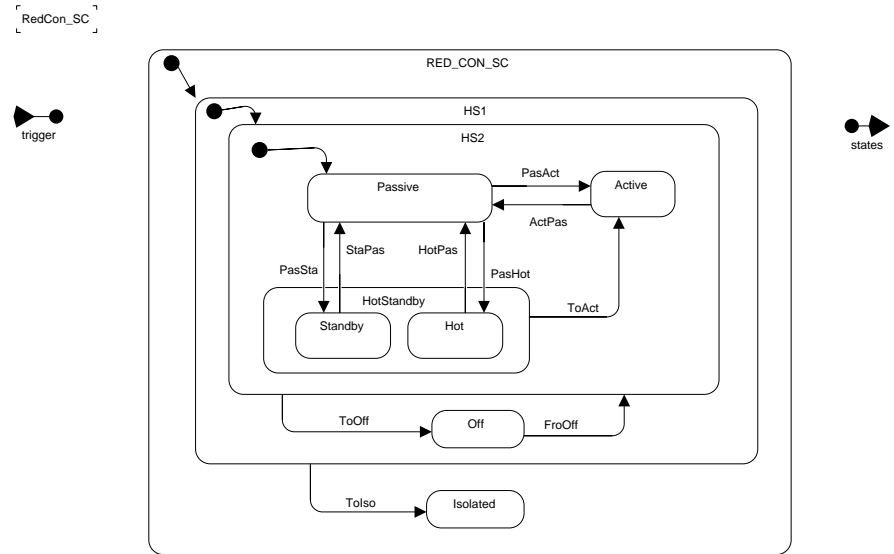 RedCon_SC
RED_CON_SC
HS1
trigger
states
HS2
PasAct
Passive
Active
ActPas
StaPas
HotPas
PasSta
PasHot
HotStandby
ToAct
Standby
Hot
ToOff
Off
FroOff
ToIso
Isolated